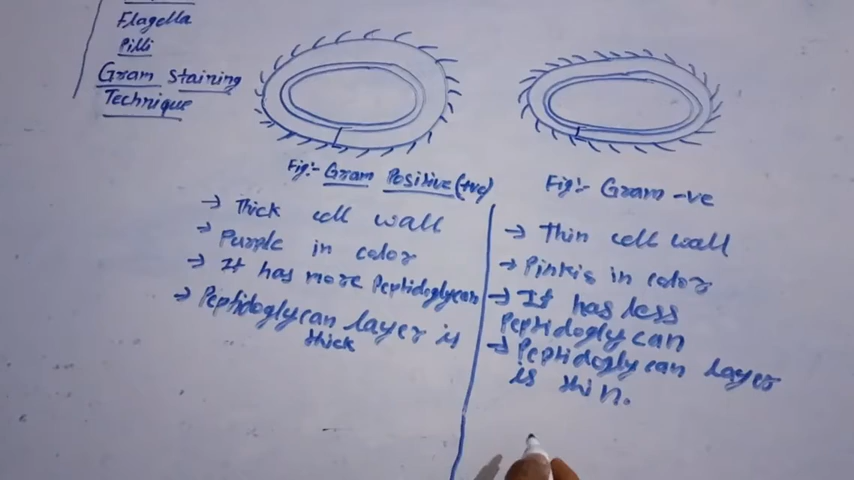 Flagella
Pilli
Gram Staining
Technique
Fig:- Gram Positive (+ve)
→ Thick cell wall
→ Purple in color
→ It has more Peptidoglycan
→ Peptidoglycan layer is
thick
Fig:- Gram -ve
→ Thin cell wall
→ Pinkis in color
→ It has less
Peptidoglycan
→ Peptidoglycan layer
is thin.